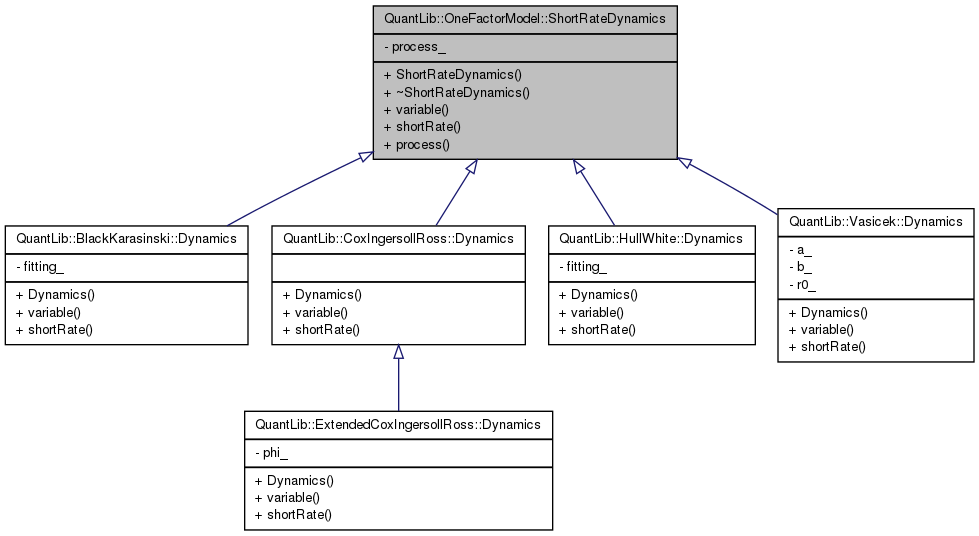 QuantLib::OneFactorModel::ShortRateDynamics
- process_
+ ShortRateDynamics()
+ ~ShortRateDynamics()
+ variable()
+ shortRate()
+ process()
QuantLib::BlackKarasinski::Dynamics
- fitting_
+ Dynamics()
+ variable()
+ shortRate()
QuantLib::CoxIngersollRoss::Dynamics
+ Dynamics()
+ variable()
+ shortRate()
QuantLib::HullWhite::Dynamics
- fitting_
+ Dynamics()
+ variable()
+ shortRate()
QuantLib::Vasicek::Dynamics
- a_
- b_
- r0_
+ Dynamics()
+ variable()
+ shortRate()
QuantLib::ExtendedCoxIngersollRoss::Dynamics
- phi_
+ Dynamics()
+ variable()
+ shortRate()